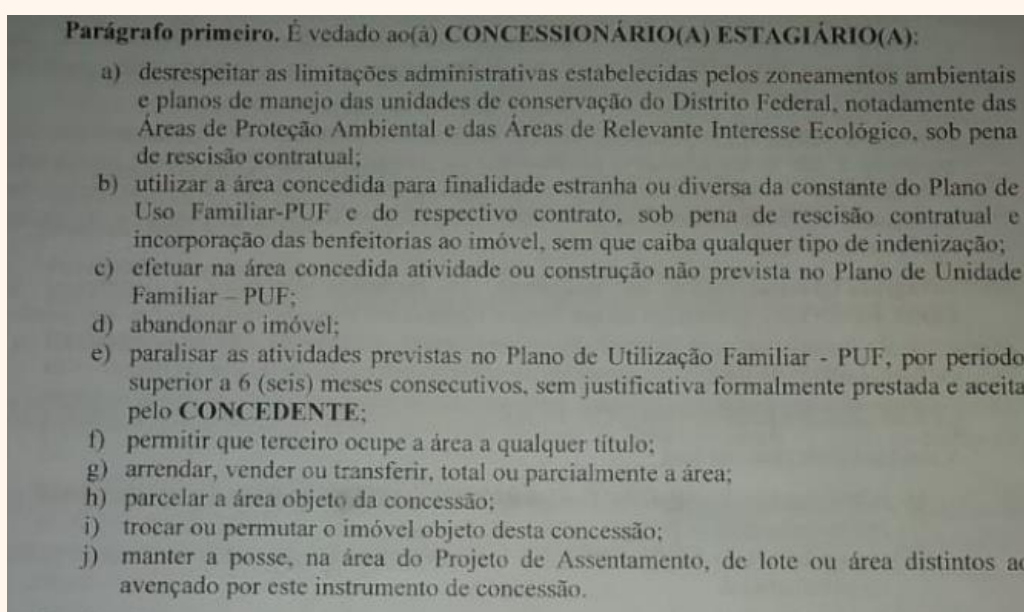 Parágrafo primeiro. É vedado ao(à) CONCESSIONÁRIO(A) ESTAGIÁRIO(A):
a) desrespeitar as limitações administrativas estabelecidas pelos zoneamentos ambientais
e planos de manejo das unidades de conservação do Distrito Federal, notadamente das
Áreas de Proteção Ambiental e das Áreas de Relevante Interesse Ecológico, sob pena
de rescisão contratual;
b) utilizar a área concedida para finalidade estranha ou diversa da constante do Plano de
Uso Familiar-PUF e do respectivo contrato, sob pena de rescisão contratual e
incorporação das benfeitorias ao imóvel, sem que caiba qualquer tipo de indenização;
c) efetuar na área concedida atividade ou construção não prevista no Plano de Unidade
Familiar – PUF;
d) abandonar o imóvel;
e) paralisar as atividades previstas no Plano de Utilização Familiar - PUF, por período
superior a 6 (seis) meses consecutivos, sem justificativa formalmente prestada e aceita
pelo CONCEDENTE;
f) permitir que terceiro ocupe a área a qualquer título;
g) arrendar, vender ou transferir, total ou parcialmente a área;
h) parcelar a área objeto da concessão;
i) trocar ou permutar o imóvel objeto desta concessão;
j) manter a posse, na área do Projeto de Assentamento, de lote ou área distintos ao
avençado por este instrumento de concessão.